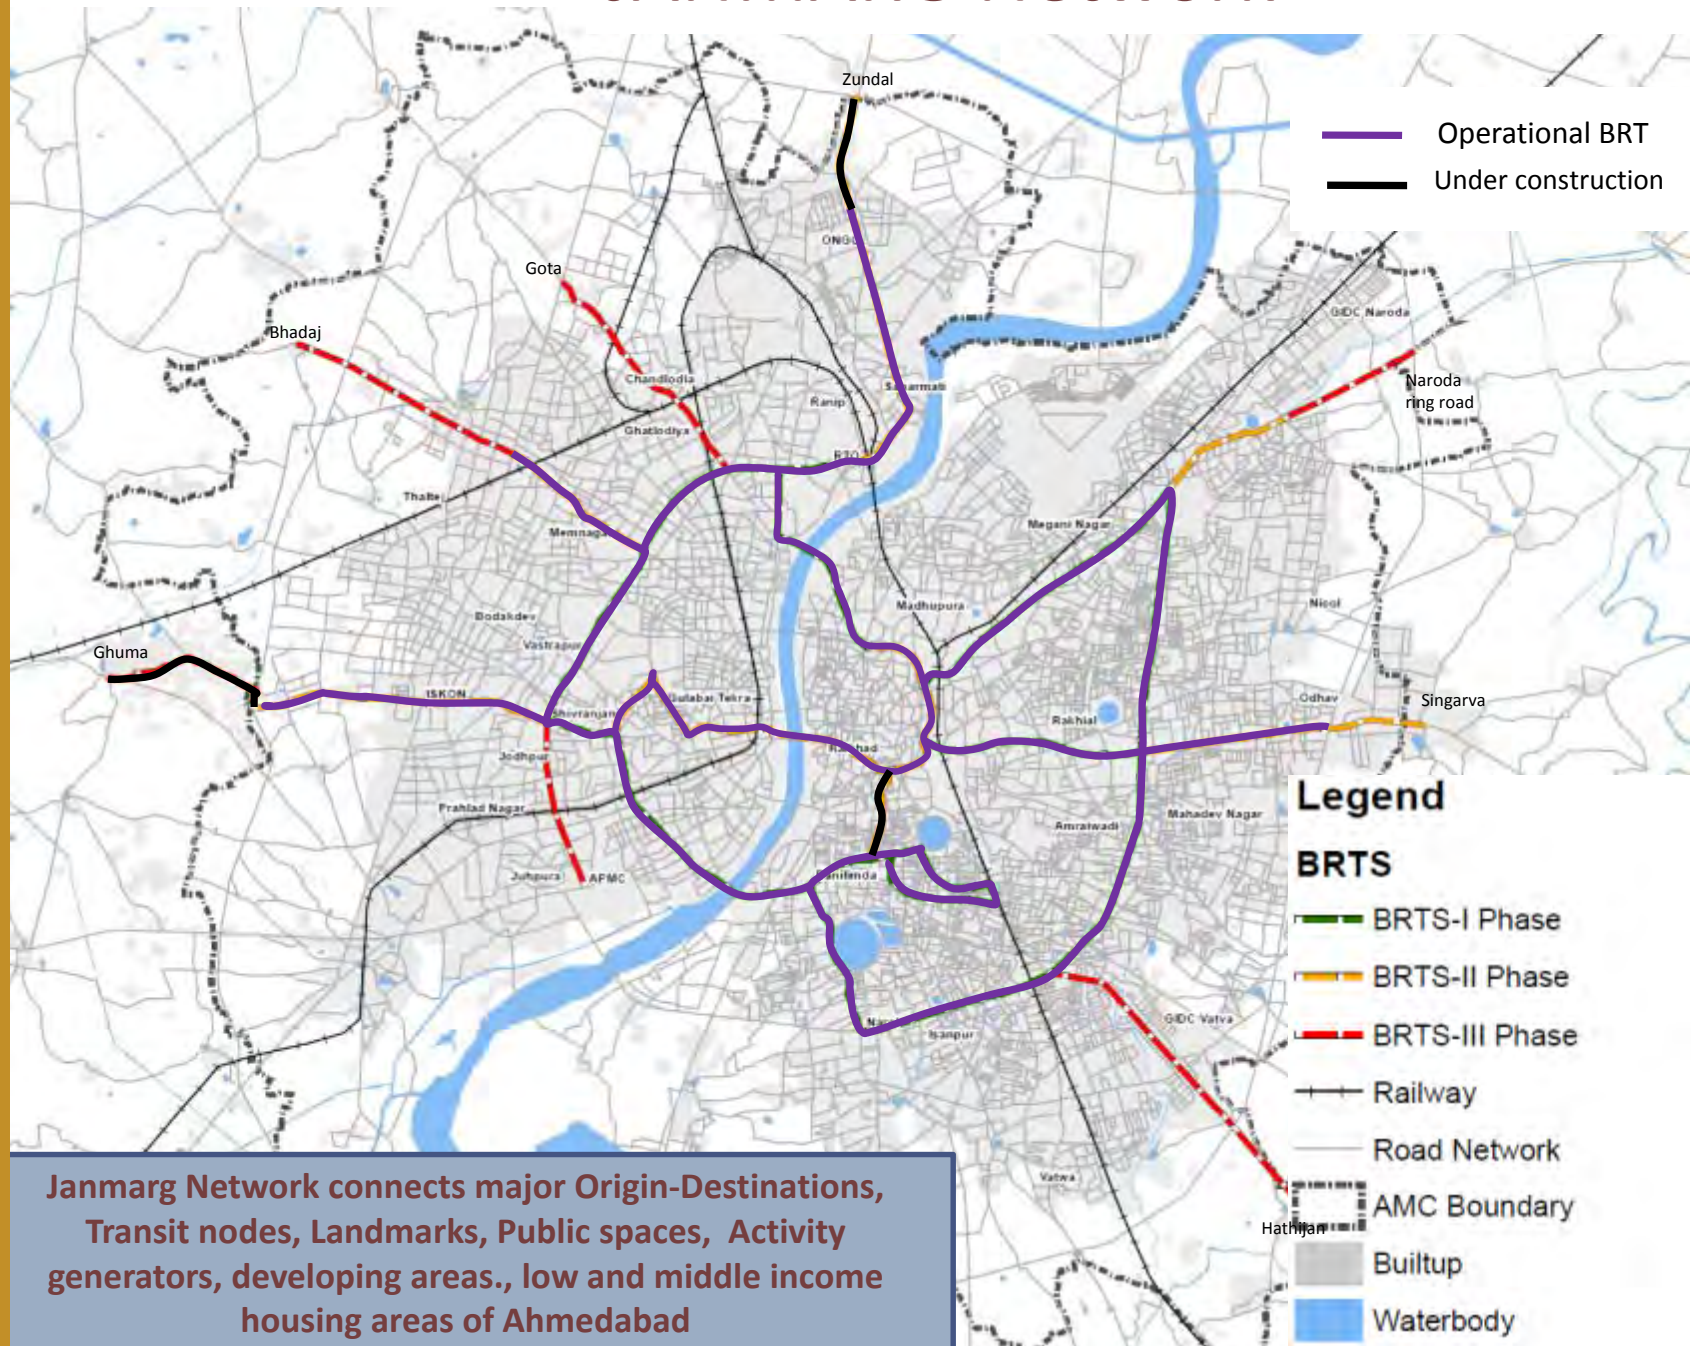 Zundal
Operational BRT
Under construction
ONGC
Gota
GIDC Naroda
Bhadaj
Chandlodia
Sabarmati
Naroda
ring road
Ranip
Ghatlodiya
RTO
Thaltej
Memnagar
Megani Nagar
Madhupura
Nicol
Bodakdev
Vastrapur
Ghuma
ISKON
Gulabai Tekra
Odhav
Singarva
Shivranjani
Rakhial
Jodhpur
Prahlad Nagar
Amraiwadi
Mahadev Nagar
Legend
BRTS
Juhpura
APMC
BRTS-I Phase
BRTS-II Phase
GIDC Vatva
Isanpur
BRTS-III Phase
Railway
Road Network
Vatwa
AMC Boundary
Hathijan
Builtup
Waterbody
Janmarg Network connects major Origin-Destinations,
Transit nodes, Landmarks, Public spaces, Activity
generators, developing areas., low and middle income
housing areas of Ahmedabad